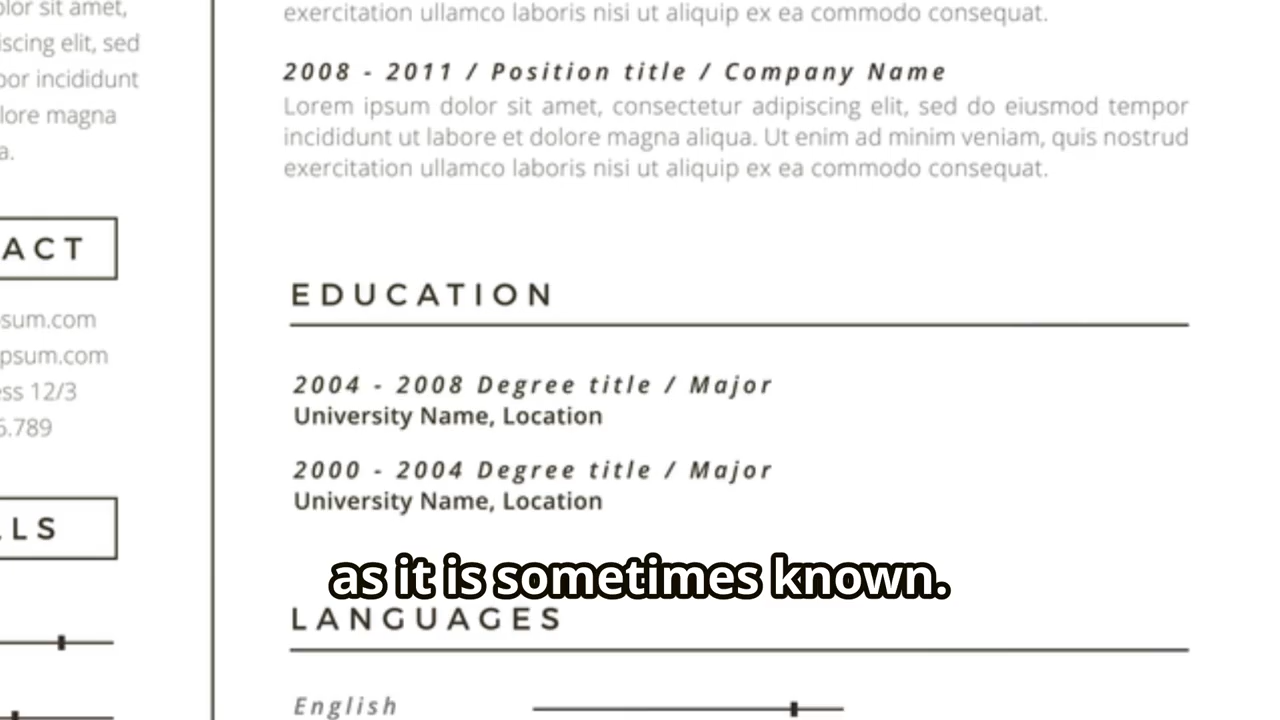 olor sit amet,
iscing elit, sed
por incididunt
lore magna
a.
ACT
sum.com
psum.com
ess 12/3
6.789
LLS
exercitation ullamco laboris nisi ut aliquip ex ea commodo consequat.
2008 - 2011 / Position title / Company Name
Lorem ipsum dolor sit amet, consectetur adipiscing elit, sed do eiusmod tempor
incididunt ut labore et dolore magna aliqua. Ut enim ad minim veniam, quis nostrud
exercitation ullamco laboris nisi ut aliquip ex ea commodo consequat.
EDUCATION
2004 - 2008 Degree title / Major
University Name, Location
2000 - 2004 Degree title / Major
University Name, Location
as it is sometimes known.
LANGUAGES
English